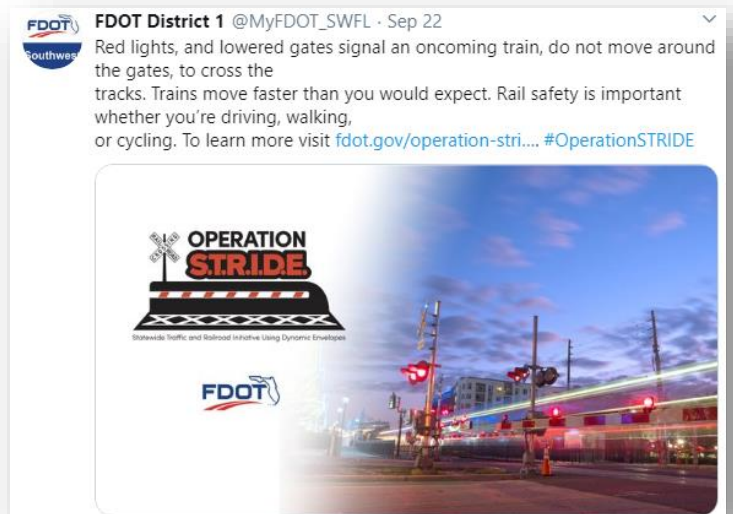 FDOT
Southwest
FDOT District 1 @MyFDOT_SWFL · Sep 22
Red lights, and lowered gates signal an oncoming train, do not move around
the gates, to cross the
tracks. Trains move faster than you would expect. Rail safety is important
whether you’re driving, walking,
or cycling. To learn more visit fdot.gov/operation-stri.... #OperationSTRIDE
OPERATION
S.T.R.I.D.E.
Statewide Traffic and Railroad Initiative Using Dynamic Envelopes
FDOT